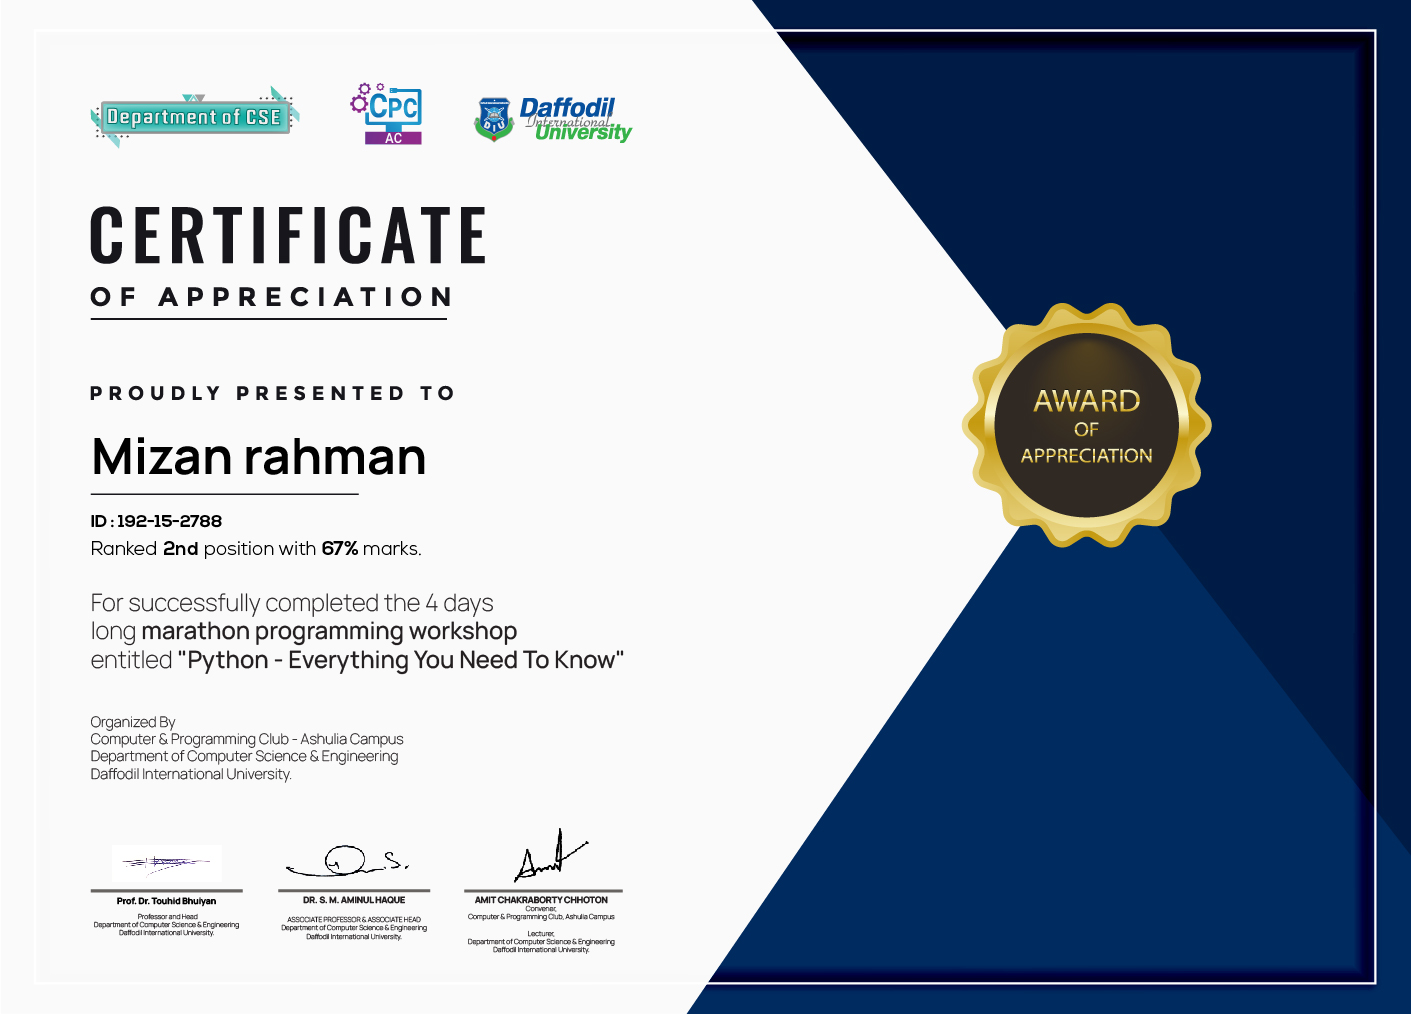 Department of CSE
CPC
AC
DIU
Daffodil
International
University
CERTIFICATE
OF APPRECIATION
PROUDLY PRESENTED TO
Mizan rahman
ID : 192-15-2788
Ranked 2nd position with 67% marks.
For successfully completed the 4 days
long marathon programming workshop
entitled "Python - Everything You Need To Know"
Organized By
Computer & Programming Club - Ashulia Campus
Department of Computer Science & Engineering
Daffodil International University.
Prof. Dr. Touhid Bhuiyan
Professor and Head
Department of Computer Science & Engineering
Daffodil International University.
DR. S. M. AMINUL HAQUE
ASSOCIATE PROFESSOR & ASSOCIATE HEAD
Department of Computer Science & Engineering
Daffodil International University.
AMIT CHAKRABORTY CHHOTON
Convener,
Computer & Programming Club, Ashulia Campus
Lecturer,
Department of Computer Science & Engineering
Daffodil International University.
AWARD
OF
APPRECIATION